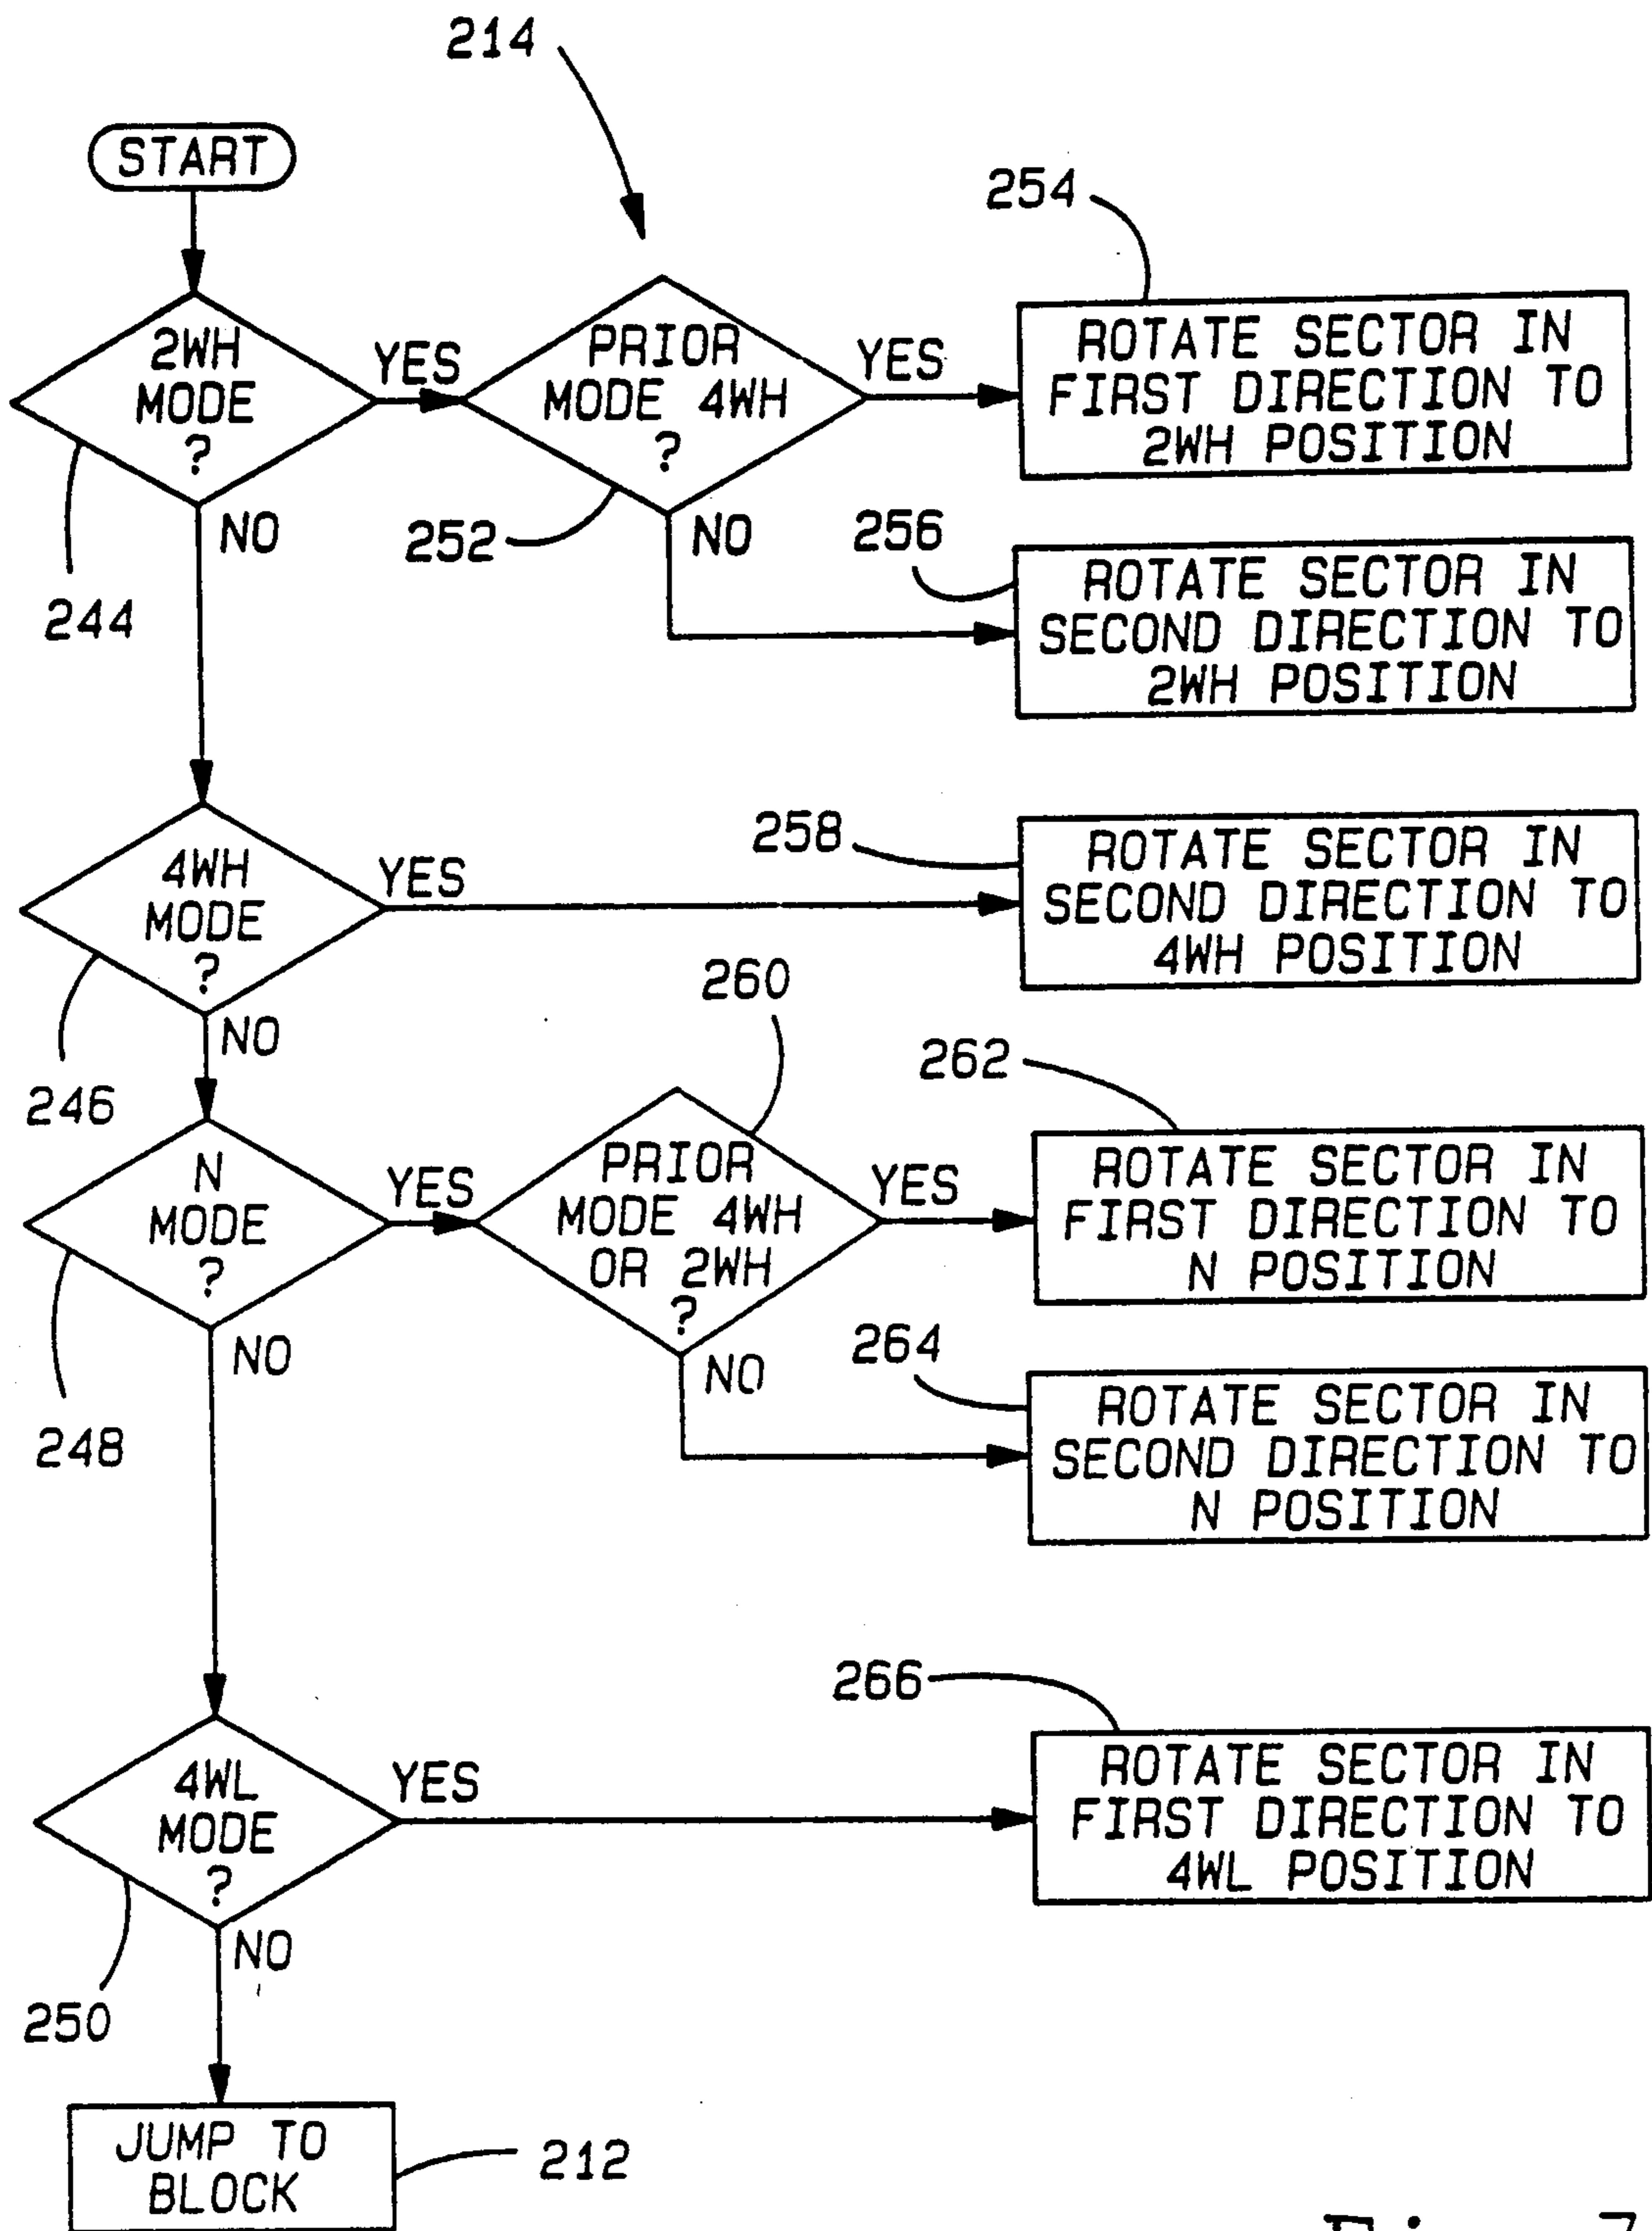 214
START
254
2WH
MODE
?
YES
PRIOR
MODE 4WH
?
YES
ROTATE SECTOR IN
FIRST DIRECTION TO
2WH POSITION
NO
252
NO
256
ROTATE SECTOR IN
SECOND DIRECTION TO
2WH POSITION
244
4WH
MODE
?
YES
258
ROTATE SECTOR IN
SECOND DIRECTION TO
4WH POSITION
NO
246
260
262
N
MODE
?
YES
PRIOR
MODE 4WH
OR 2WH
?
YES
ROTATE SECTOR IN
FIRST DIRECTION TO
N POSITION
NO
248
NO
264
ROTATE SECTOR IN
SECOND DIRECTION TO
N POSITION
4WL
MODE
?
YES
266
ROTATE SECTOR IN
FIRST DIRECTION TO
4WL POSITION
NO
250
JUMP TO
BLOCK
212